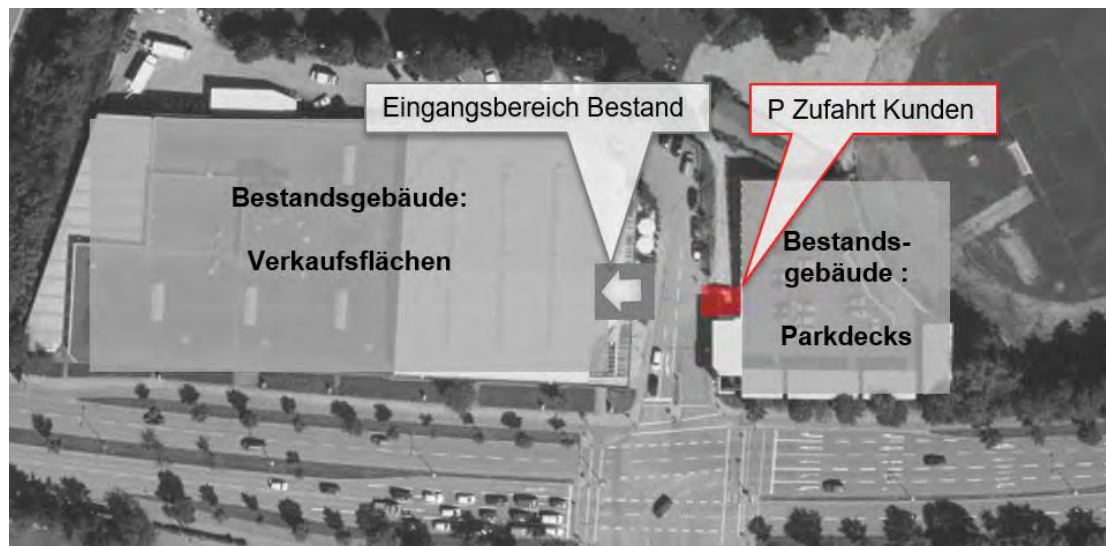 Eingangsbereich Bestand
P Zufahrt Kunden
Bestandsgebäude:
Verkaufsflächen
Bestands-
gebäude :
Parkdecks